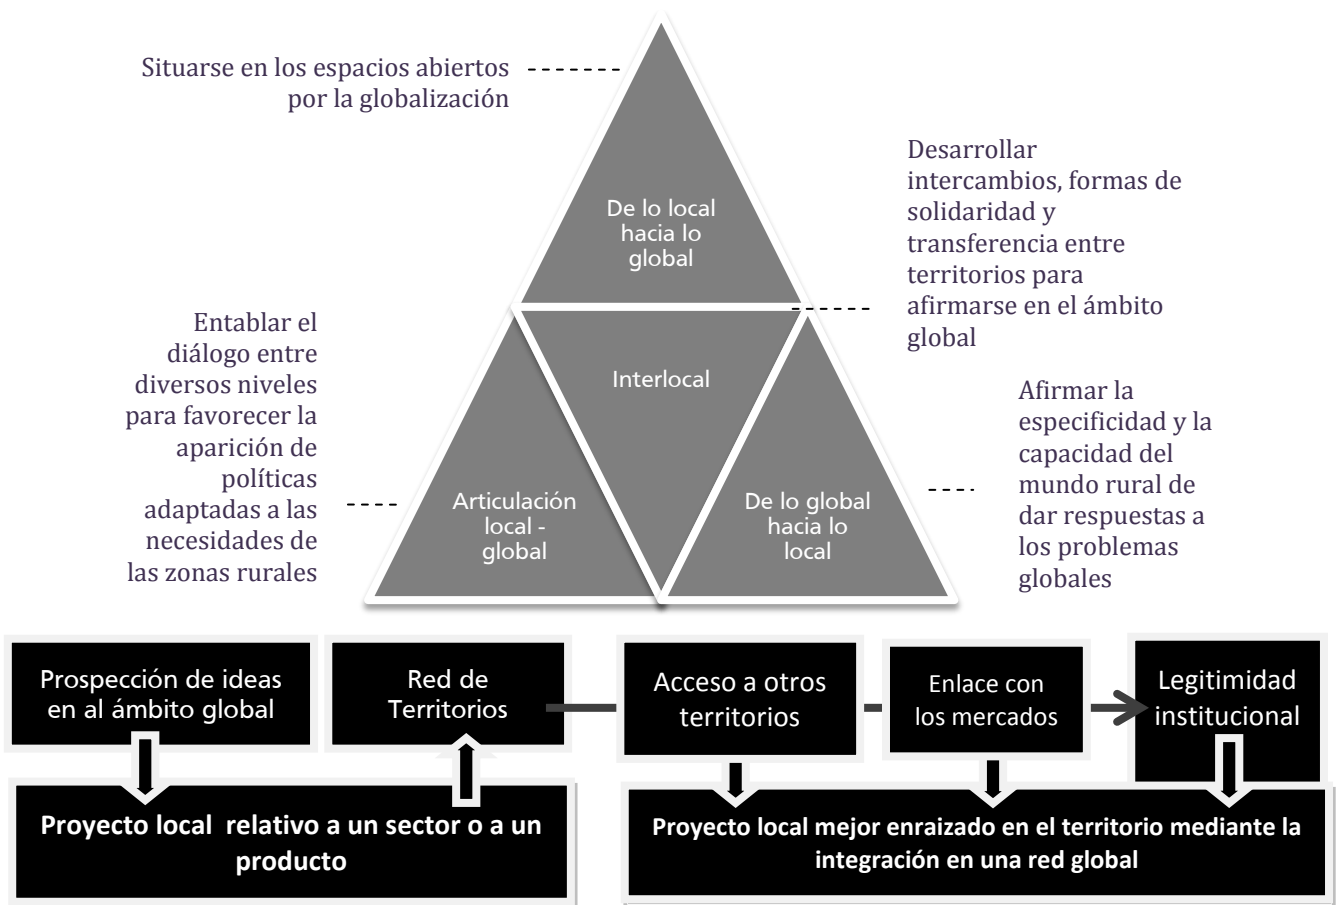 Situarse en los espacios abiertos
por la globalización
De lo local
hacia lo
global
Desarrollar
intercambios, formas de
solidaridad y
transferencia entre
territorios para
afirmarse en el ámbito
global
Entablar el
diálogo entre
diversos niveles
para favorecer la
aparición de
políticas
adaptadas a las
necesidades de
las zonas rurales
Interlocal
Afirmar la
especificidad y la
capacidad del
mundo rural de
dar respuestas a
los problemas
globales
Articulación
local -
global
De lo global
hacia lo
local
Prospección de ideas
en al ámbito global
Red de
Territorios
Acceso a otros
territorios
Enlace con
los mercados
Legitimidad
institucional
Proyecto local relativo a un sector o a un
producto
Proyecto local mejor enraizado en el territorio mediante la
integración en una red global